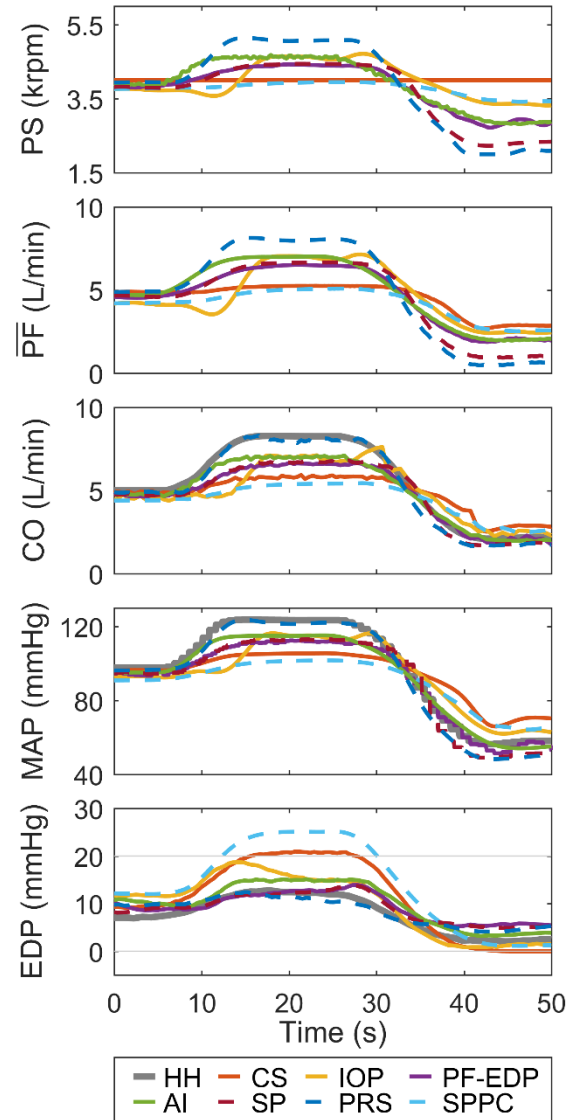 PS (krpm)
5.5
3.5
1.5
PF (L/min)
10
5
0
CO (L/min)
10
5
0
MAP (mmHg)
120
80
40
EDP (mmHg)
30
20
10
0
0 10 20 30 40 50
Time (s)
HH CS IOP PF-EDP
AI SP PRS SPPC